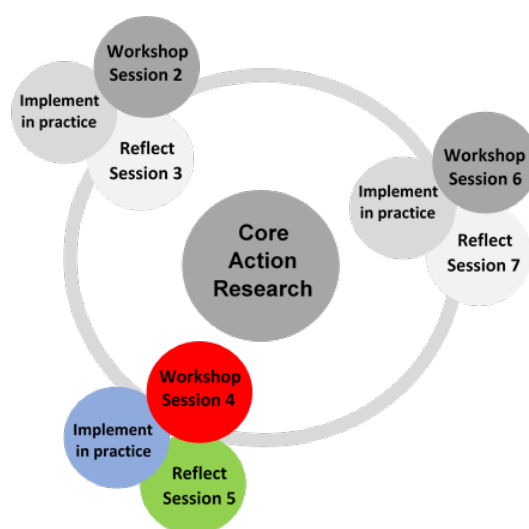 Workshop
Session 2
Implement
in practice
Reflect
Session 3
Workshop
Session 6
Implement
in practice
Reflect
Session 7
Core
Action
Research
Workshop
Session 4
Implement
in practice
Reflect
Session 5